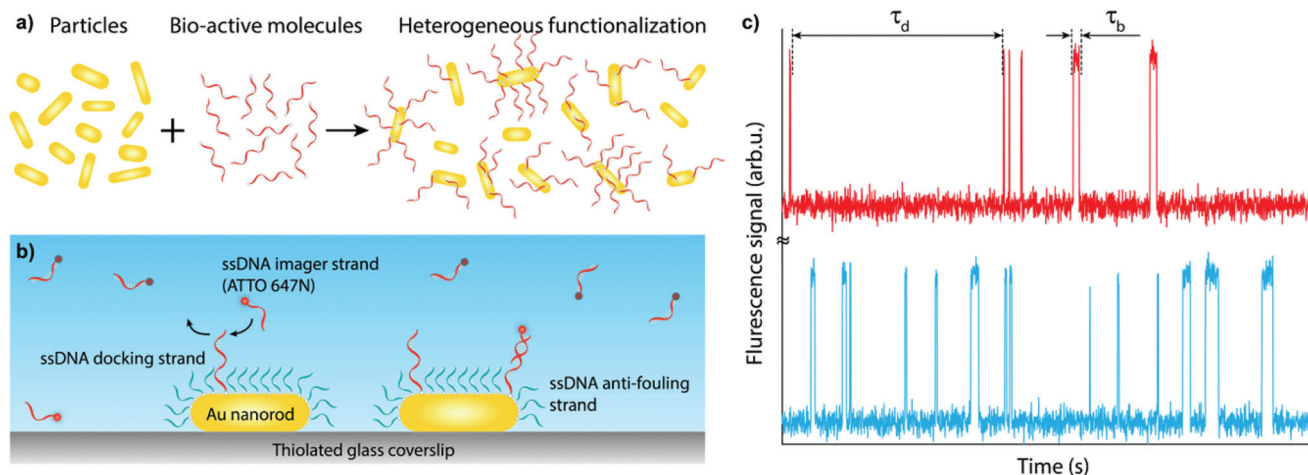 a) Particles Bio-active molecules Heterogeneous functionalization
b)
ssDNA imager strand
(ATTO 647N)
ssDNA docking strand
ssDNA anti-fouling
strand
Au nanorod
Thiolated glass coverslip
c)
τd
τb
Flurescence signal (arb.u.)
Time (s)